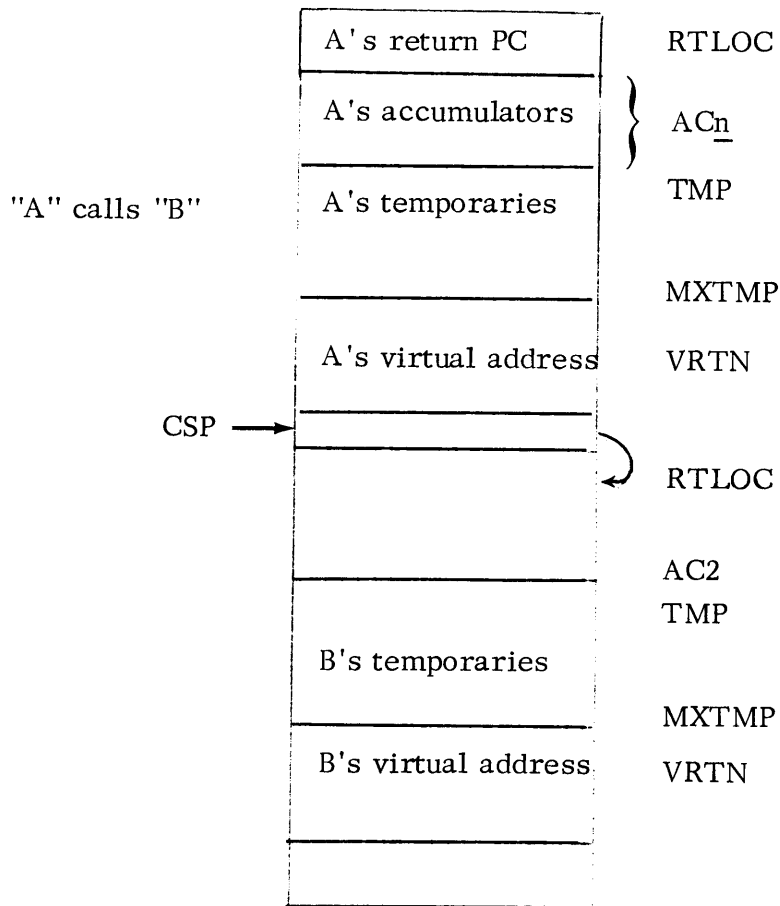 A's return PC RTLOC
A's accumulators } ACn
TMP
"A" calls "B" A's temporaries
MXTMP
A's virtual address VRTN
CSP
RTLOC
AC2
TMP
B's temporaries
MXTMP
B's virtual address VRTN